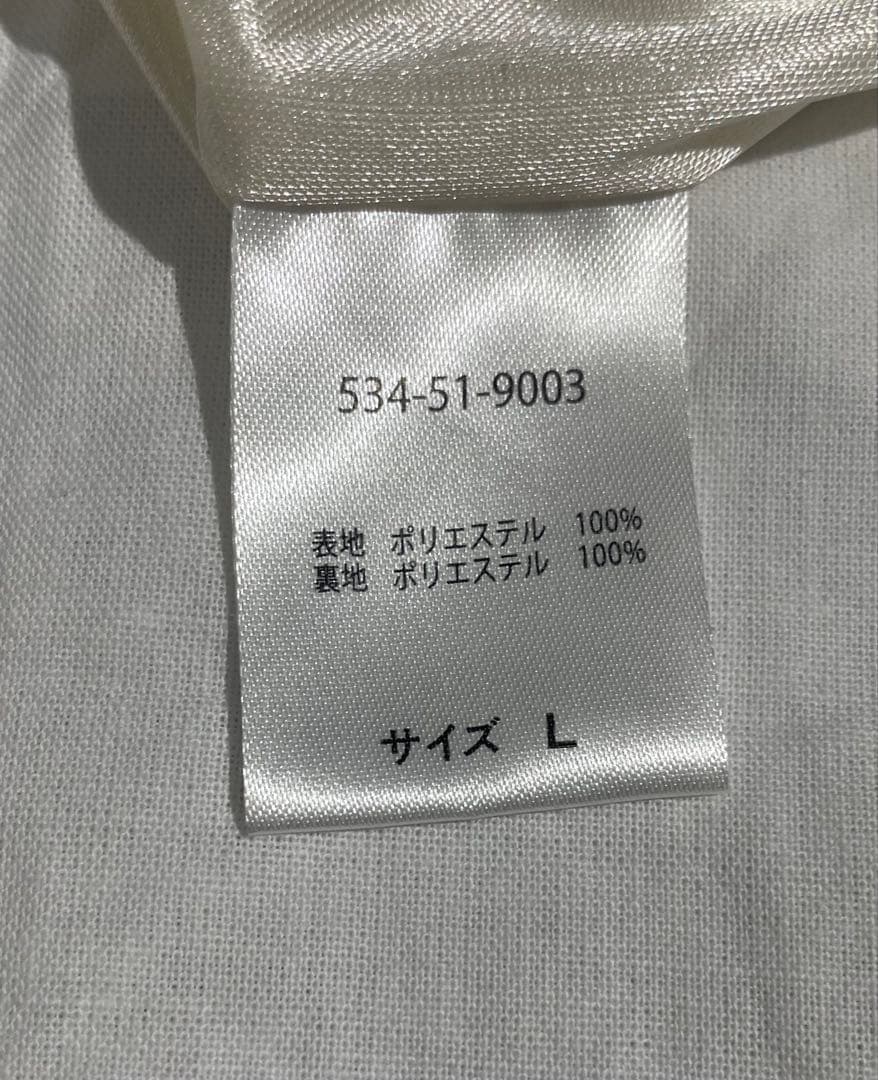 534-51-9003
表地 ポリエステル 100%
裏地 ポリエステル 100%
サイズ L